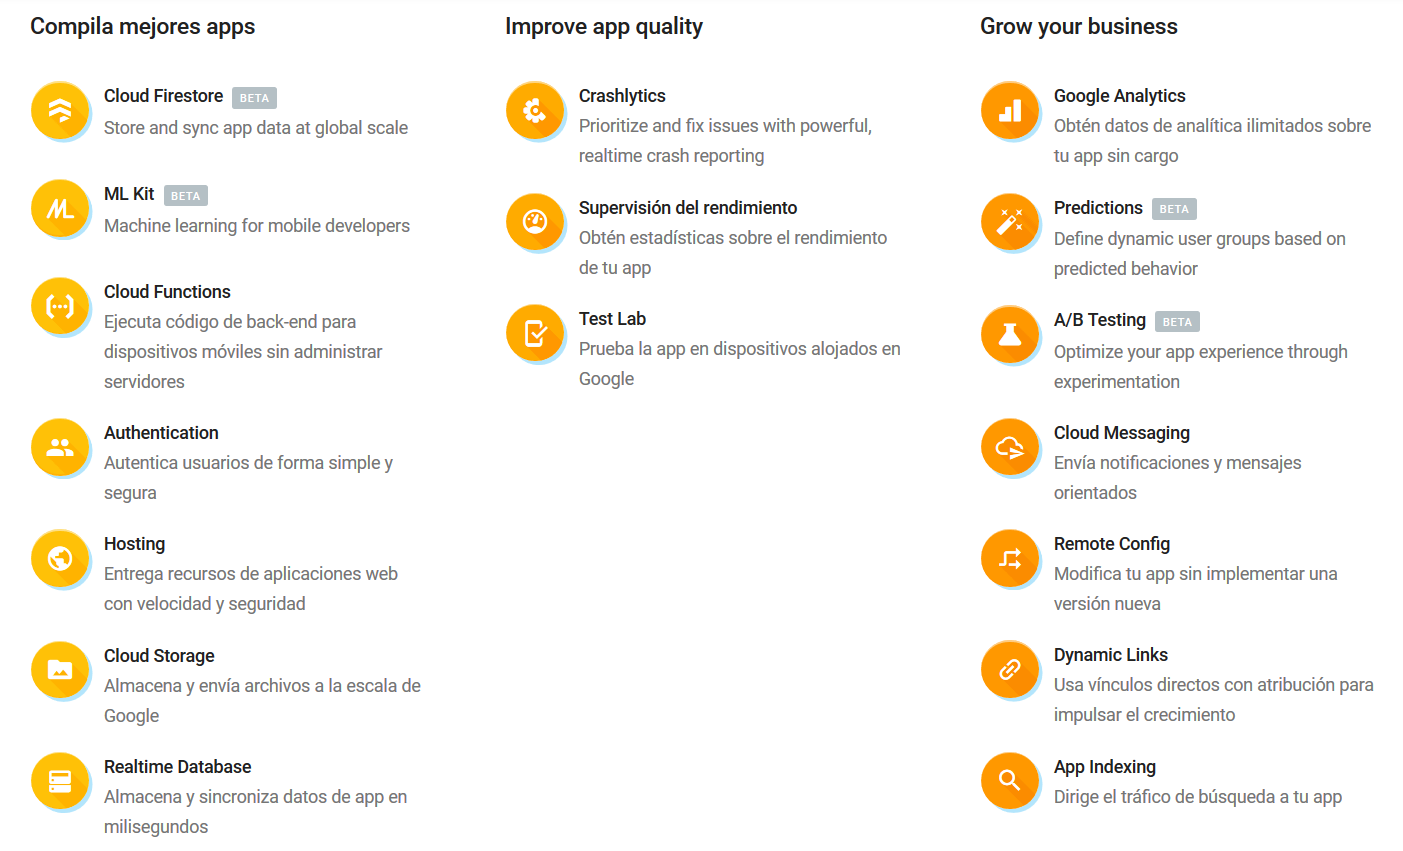 Compila mejores apps
Cloud Firestore BETA
Store and sync app data at global scale
ML Kit BETA
Machine learning for mobile developers
Cloud Functions
Ejecuta código de back-end para
dispositivos móviles sin administrar
servidores
Authentication
Autentica usuarios de forma simple y
segura
Hosting
Entrega recursos de aplicaciones web
con velocidad y seguridad
Cloud Storage
Almacena y envía archivos a la escala de
Google
Realtime Database
Almacena y sincroniza datos de app en
milisegundos
Improve app quality
Crashlytics
Prioritize and fix issues with powerful,
realtime crash reporting
Supervisión del rendimiento
Obtén estadísticas sobre el rendimiento
de tu app
Test Lab
Prueba la app en dispositivos alojados en
Google
Grow your business
Google Analytics
Obtén datos de analítica ilimitados sobre
tu app sin cargo
Predictions BETA
Define dynamic user groups based on
predicted behavior
A/B Testing BETA
Optimize your app experience through
experimentation
Cloud Messaging
Envía notificaciones y mensajes
orientados
Remote Config
Modifica tu app sin implementar una
versión nueva
Dynamic Links
Usa vínculos directos con atribución para
impulsar el crecimiento
App Indexing
Dirige el tráfico de búsqueda a tu app